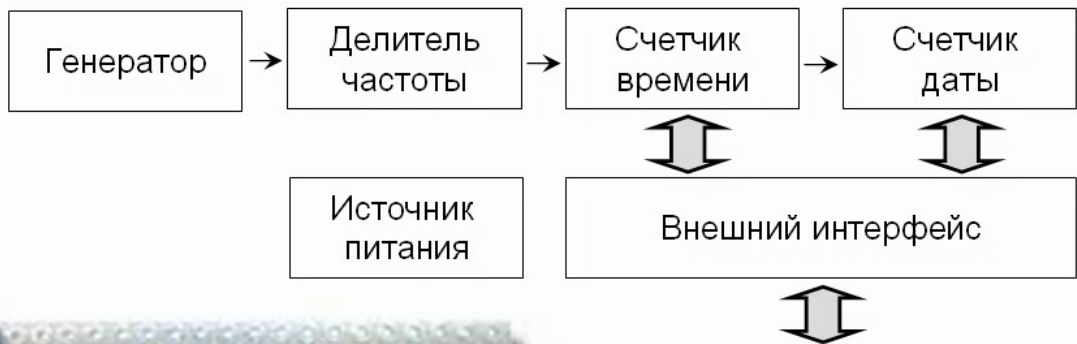 Генератор
Делитель
частоты
Счетчик
времени
Счетчик
даты
Источник
питания
Внешний интерфейс